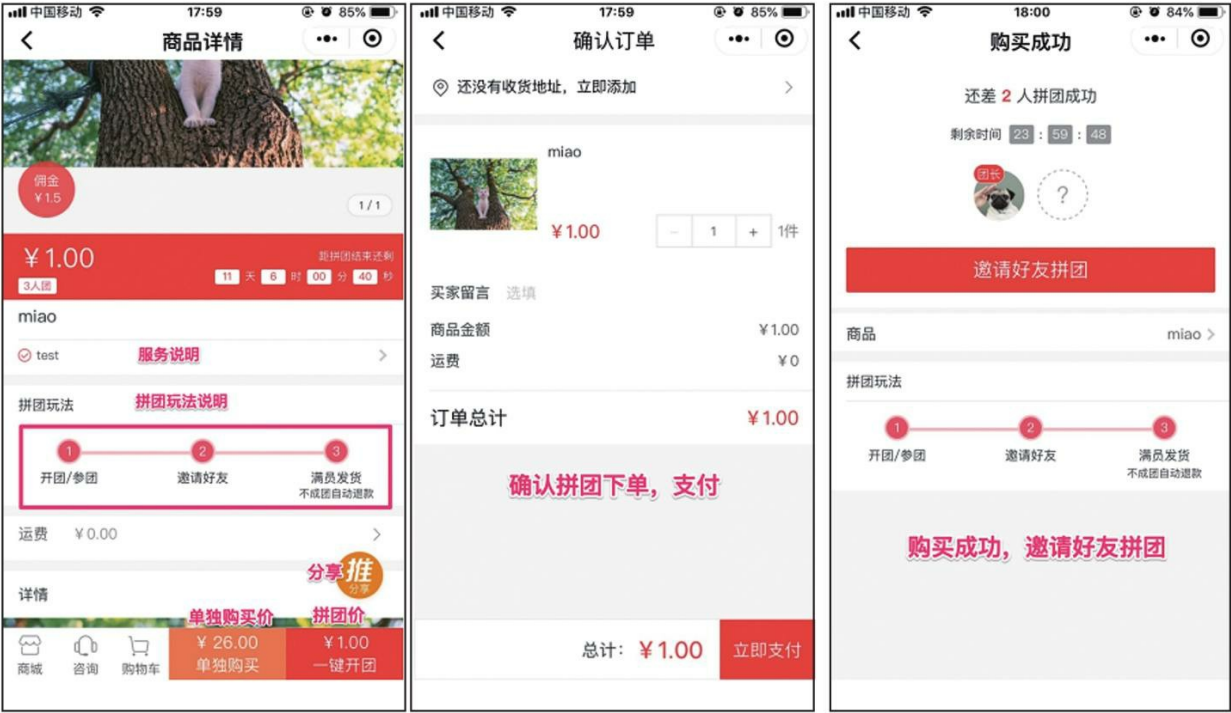 中国移动 17:59 85%
商品详情
佣金
¥1.5
1/1
¥1.00
3人团
距拼团结束还剩
11 天 6 时 00 分 40 秒
miao
test 服务说明
拼团玩法 拼团玩法说明
1 2 3
开团/参团 邀请好友 满员发货
不成团自动退款
运费 ¥0.00
分享 推
分享
详情
单独购买价 拼团价
商城 咨询 购物车
¥ 26.00
单独购买
¥1.00
一键开团
中国移动 17:59 85%
确认订单
还没有收货地址，立即添加
miao
¥1.00 - 1 + 1件
买家留言 选填
商品金额 ¥1.00
运费 ¥0
订单总计 ¥1.00
确认拼团下单，支付
总计：¥1.00 立即支付
中国移动 18:00 84%
购买成功
还差 2 人拼团成功
剩余时间 23 : 59 : 48
团长
?
邀请好友拼团
商品 miao
拼团玩法
1 2 3
开团/参团 邀请好友 满员发货
不成团自动退款
购买成功，邀请好友拼团